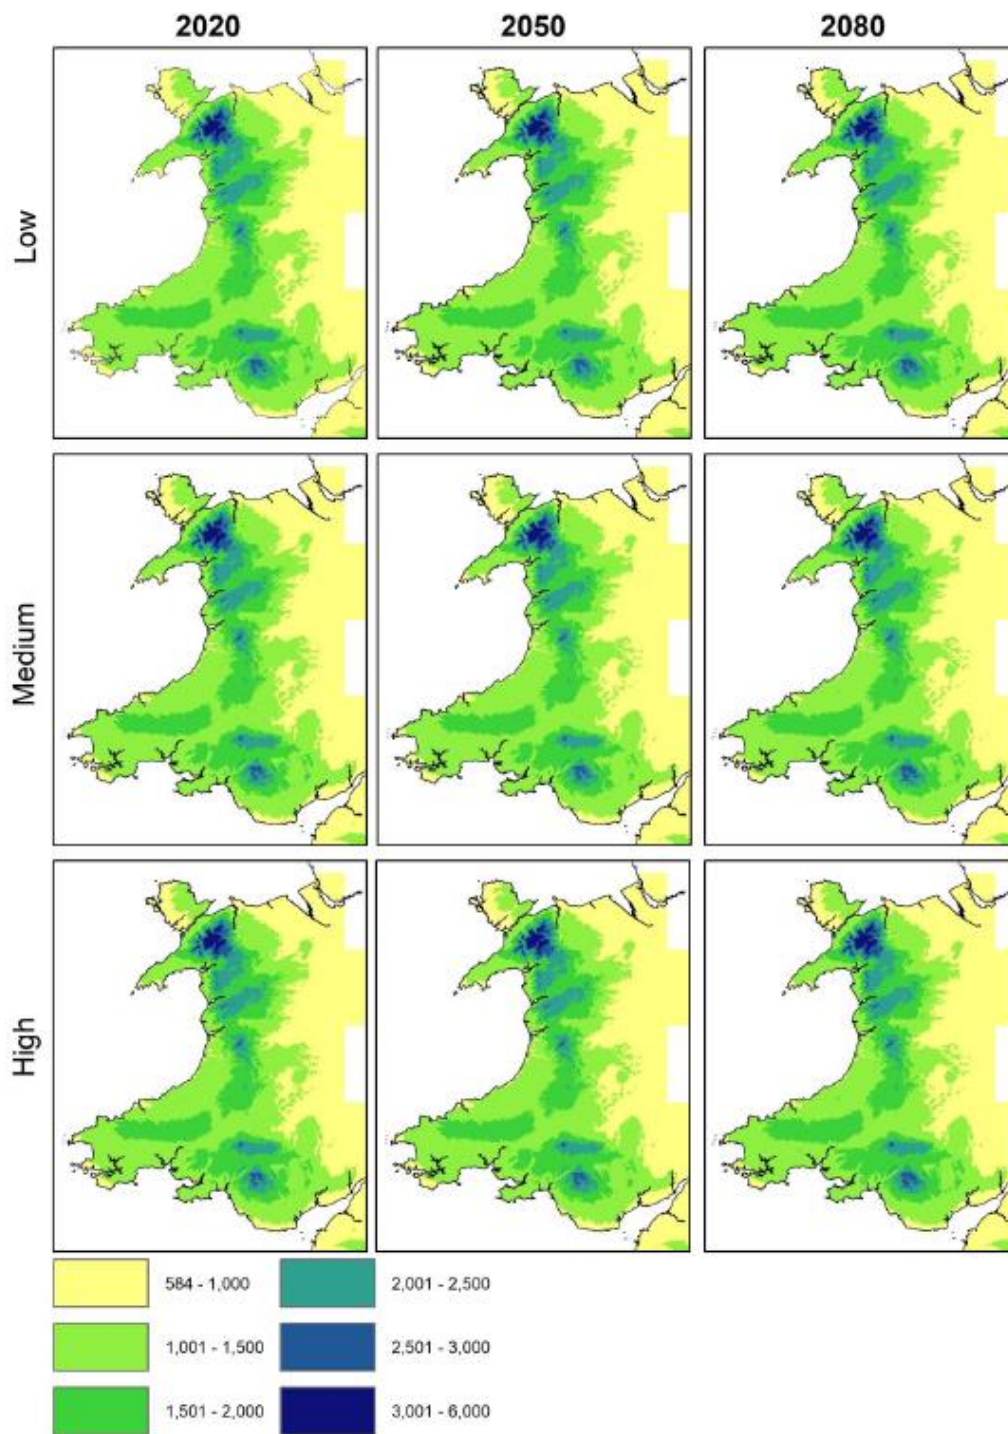 2020 2050 2080
Low
Medium
High
584 - 1,000 2,001 - 2,500
1,001 - 1,500 2,501 - 3,000
1,501 - 2,000 3,001 - 6,000